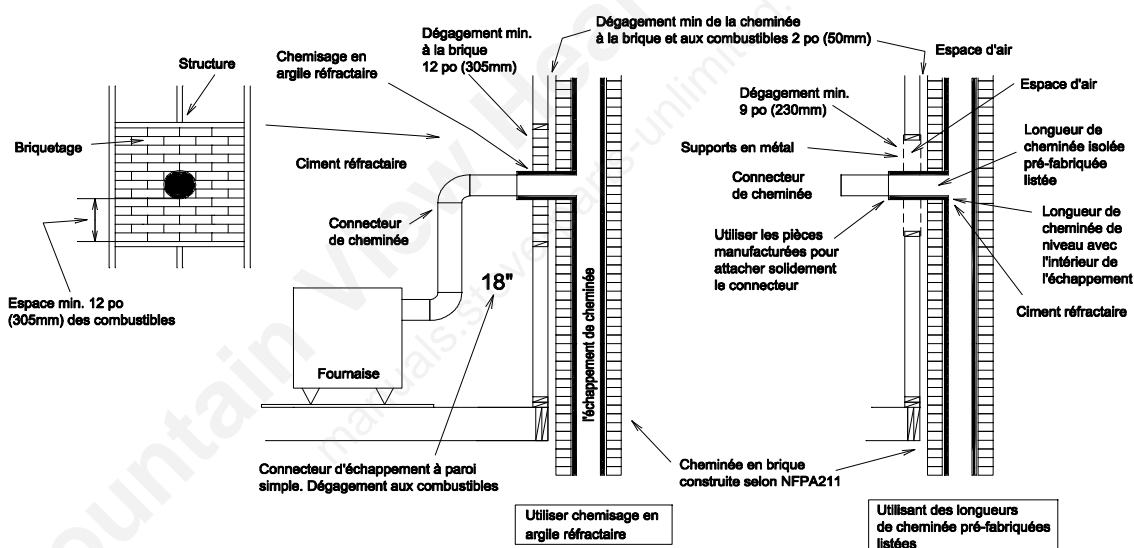 Structure
Briquetage
Espace min. 12 po
(305mm) des combustibles
Chemisage en
argile réfractaire
Dégagement min.
à la brique
12 po (305mm)
Dégagement min de la cheminée
à la brique et aux combustibles 2 po (50mm)
Ciment réfractaire
Connecteur
de cheminée
18"
Fournaise
l'échappement de cheminée
Connecteur d'échappement à paroi
simple. Dégagement aux combustibles
Cheminée en brique
construite selon NFPA211
Utiliser chemisage en
argile réfractaire
Espace d'air
Espace d'air
Dégagement min.
9 po (230mm)
Supports en métal
Connecteur
de cheminée
Longueur de
cheminée isolée
pré-fabriquée
listée
Utiliser les pièces
manufacturées pour
attacher solidement
le connecteur
Longueur de
cheminée de
niveau avec
l'intérieur de
l'échappement
Ciment réfractaire
Utilisant des longueurs
de cheminée pré-fabriquées
listées